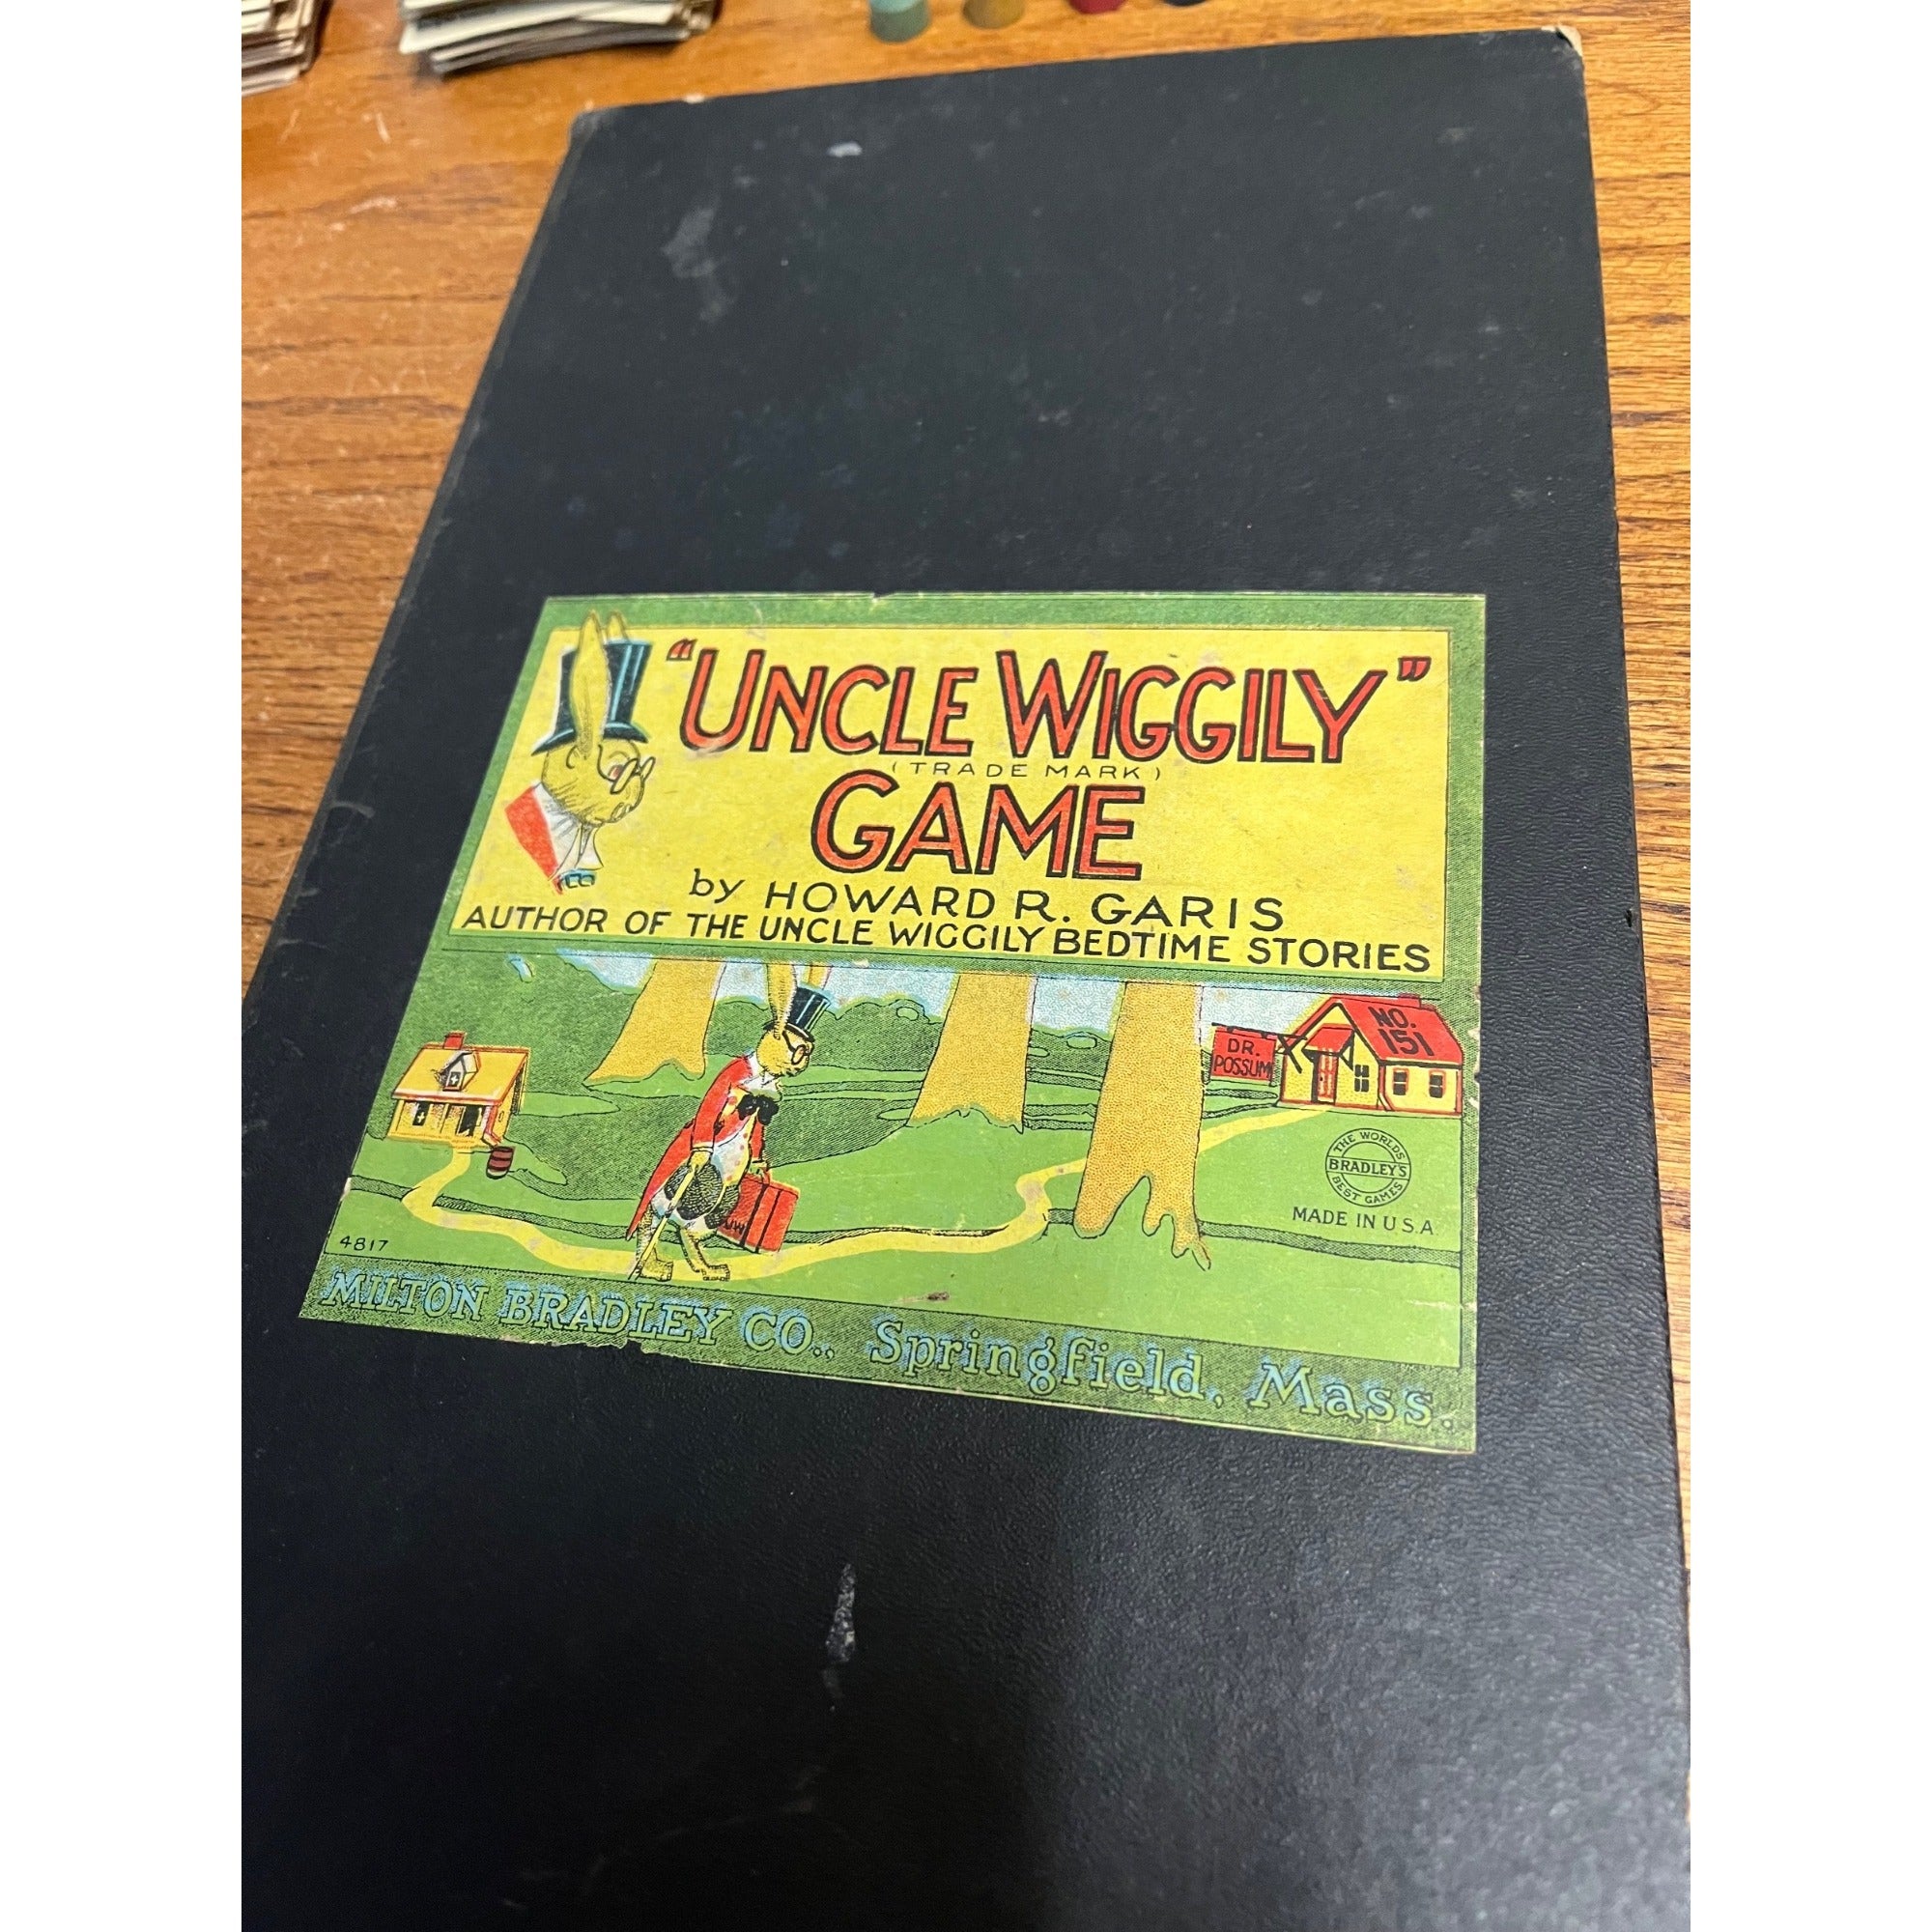 "UNCLE WIGGILY"
(TRADE MARK)
GAME
by HOWARD R. GARIS
AUTHOR OF THE UNCLE WIGGILY BEDTIME STORIES
NO.
151
DR.
POSSUM
THE WORLDS
BRADLEY'S
BEST GAMES
MADE IN U.S.A
UW
4817
MILTON BRADLEY CO., Springfield, Mass.